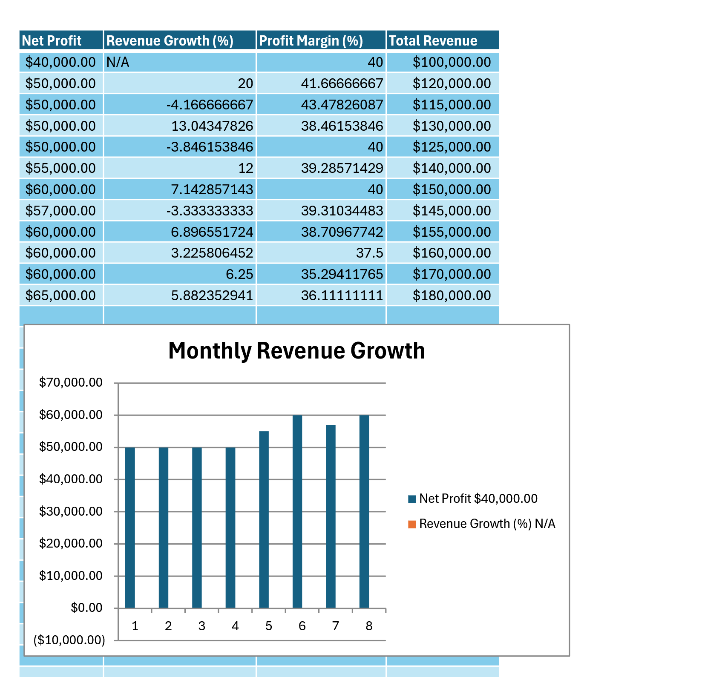 Net Profit Revenue Growth (%) Profit Margin (%) Total Revenue
$40,000.00 N/A 40 $100,000.00
$50,000.00 20 41.66666667 $120,000.00
$50,000.00 -4.166666667 43.47826087 $115,000.00
$50,000.00 13.04347826 38.46153846 $130,000.00
$50,000.00 -3.846153846 40 $125,000.00
$55,000.00 12 39.28571429 $140,000.00
$60,000.00 7.142857143 40 $150,000.00
$57,000.00 -3.333333333 39.31034483 $145,000.00
$60,000.00 6.896551724 38.70967742 $155,000.00
$60,000.00 3.225806452 37.5 $160,000.00
$60,000.00 6.25 35.29411765 $170,000.00
$65,000.00 5.882352941 36.11111111 $180,000.00
Monthly Revenue Growth
$70,000.00
$60,000.00
$50,000.00
$40,000.00
$30,000.00
$20,000.00
$10,000.00
$0.00
($10,000.00)
1 2 3 4 5 6 7 8
Net Profit $40,000.00
Revenue Growth (%) N/A